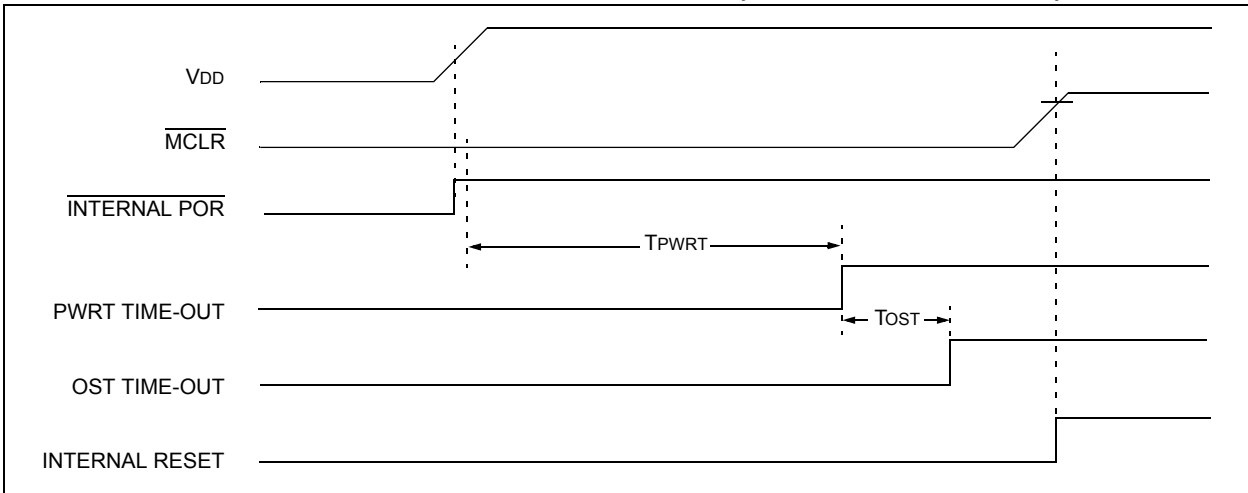 VDD
MCLR
INTERNAL POR
TPWRT
PWRT TIME-OUT
TOST
OST TIME-OUT
INTERNAL RESET